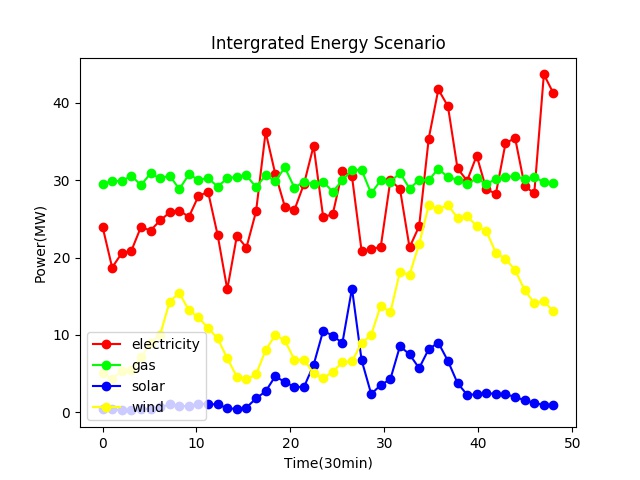 Intergrated Energy Scenario
Power(MW)
40
30
20
10
0
electricity
gas
solar
wind
0 10 20 30 40 50
Time(30min)